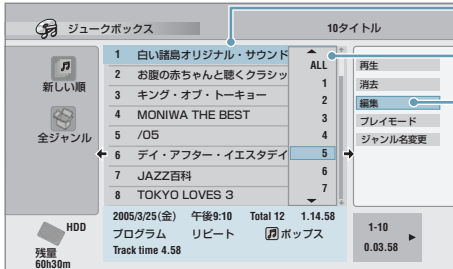 ジュークボックス
10タイトル
新しい順
全ジャンル
HDD
残量
60h30m
1 白い諸島オリジナル・サウンド
2 お腹の赤ちゃんと聴くクラシッ
3 キング・オブ・トーキョー
4 MONIWA THE BEST
5 /05
6 デイ・アフター・イエスタデイ
7 JAZZ百科
8 TOKYO LOVES 3
ALL
1
2
3
4
5
6
7
再生
消去
編集
プレイモード
ジャンル名変更
2005/3/25(金) 午後9:10 Total 12 1.14.58
プログラム リピート ポップス
Track time 4.58
1-10
0.03.58